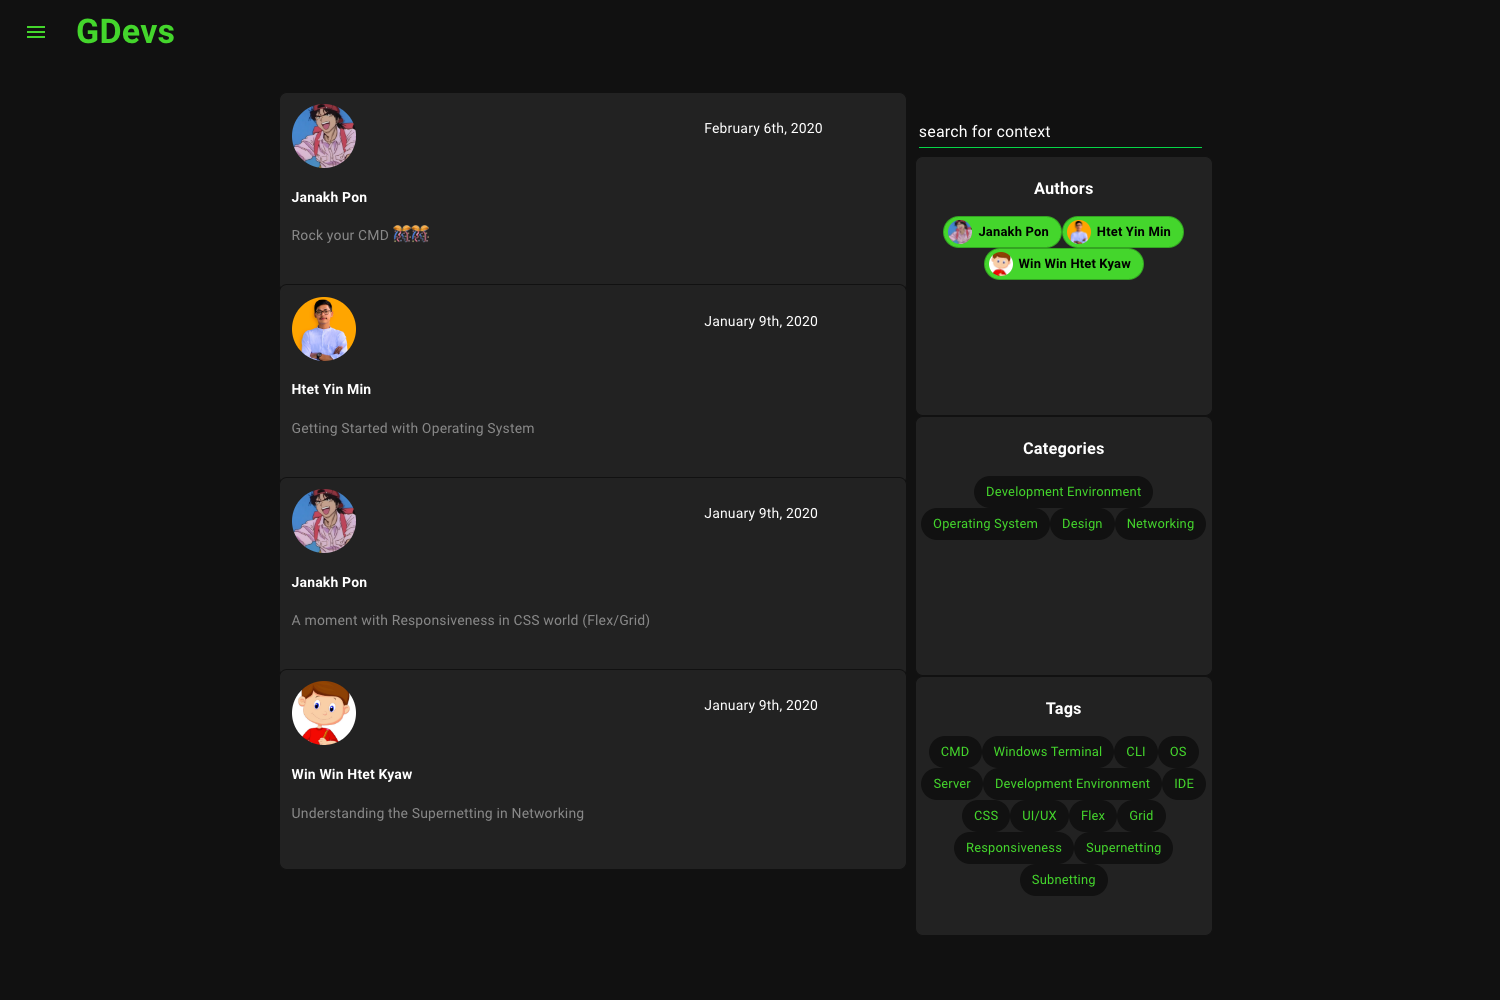 GDevs
February 6th, 2020
Janakh Pon
Rock your CMD 🎊🎊
January 9th, 2020
Htet Yin Min
Getting Started with Operating System
January 9th, 2020
Janakh Pon
A moment with Responsiveness in CSS world (Flex/Grid)
January 9th, 2020
Win Win Htet Kyaw
Understanding the Supernetting in Networking
search for context
Authors
Janakh Pon Htet Yin Min
Win Win Htet Kyaw
Categories
Development Environment
Operating System Design Networking
Tags
CMD Windows Terminal CLI OS
Server Development Environment IDE
CSS UI/UX Flex Grid
Responsiveness Supernetting
Subnetting